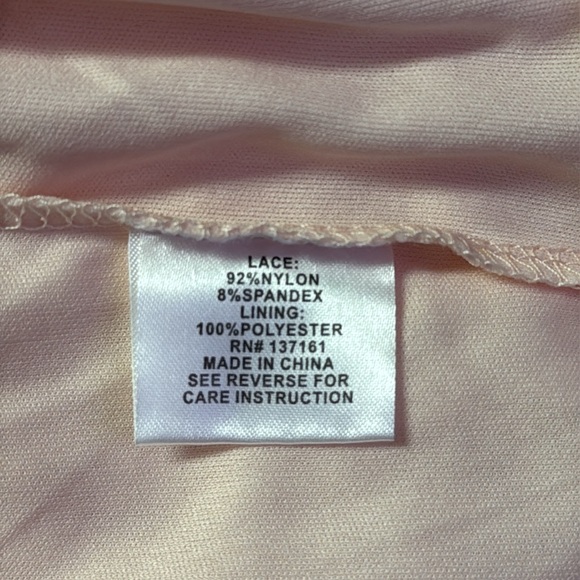 LACE:
92%NYLON
8%SPANDEX
LINING:
100%POLYESTER
RN# 137161
MADE IN CHINA
SEE REVERSE FOR
CARE INSTRUCTION